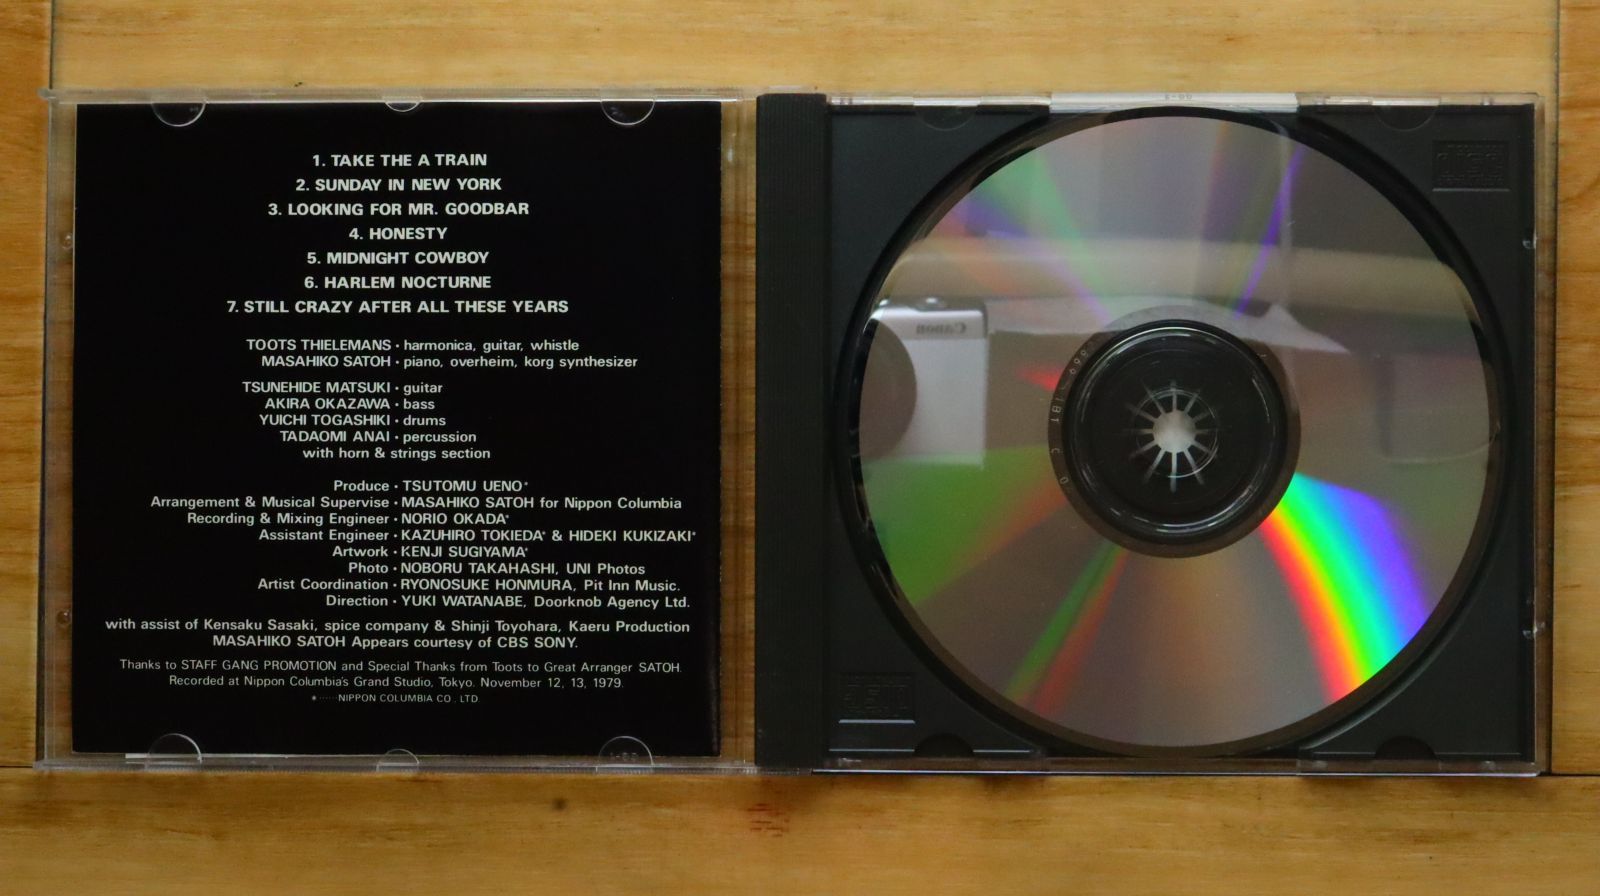 1. TAKE THE A TRAIN
2. SUNDAY IN NEW YORK
3. LOOKING FOR MR. GOODBAR
4. HONESTY
5. MIDNIGHT COWBOY
6. HARLEM NOCTURNE
7. STILL CRAZY AFTER ALL THESE YEARS
TOOTS THIELEMANS · harmonica, guitar, whistle
MASAHIKO SATOH · piano, overheim, korg synthesizer
TSUNEHIDE MATSUKI · guitar
AKIRA OKAZAWA · bass
YUICHI TOGASHIKI · drums
TADAOMI ANAI · percussion
with horn & strings section
Produce · TSUTOMU UENO*
Arrangement & Musical Supervise · MASAHIKO SATOH for Nippon Columbia
Recording & Mixing Engineer · NORIO OKADA*
Assistant Engineer · KAZUHIRO TOKIEDA* & HIDEKI KUKIZAKI*
Artwork · KENJI SUGIYAMA*
Photo · NOBORU TAKAHASHI, UNI Photos
Artist Coordination · RYONOSUKE HONMURA, Pit Inn Music.
Direction · YUKI WATANABE, Doorknob Agency Ltd.
with assist of Kensaku Sasaki, spice company & Shinji Toyohara, Kaeru Production
MASAHIKO SATOH Appears courtesy of CBS SONY.
Thanks to STAFF GANG PROMOTION and Special Thanks from Toots to Great Arranger SATOH.
Recorded at Nippon Columbia's Grand Studio, Tokyo. November 12, 13, 1979.
*······NIPPON COLUMBIA CO., LTD.
Canon